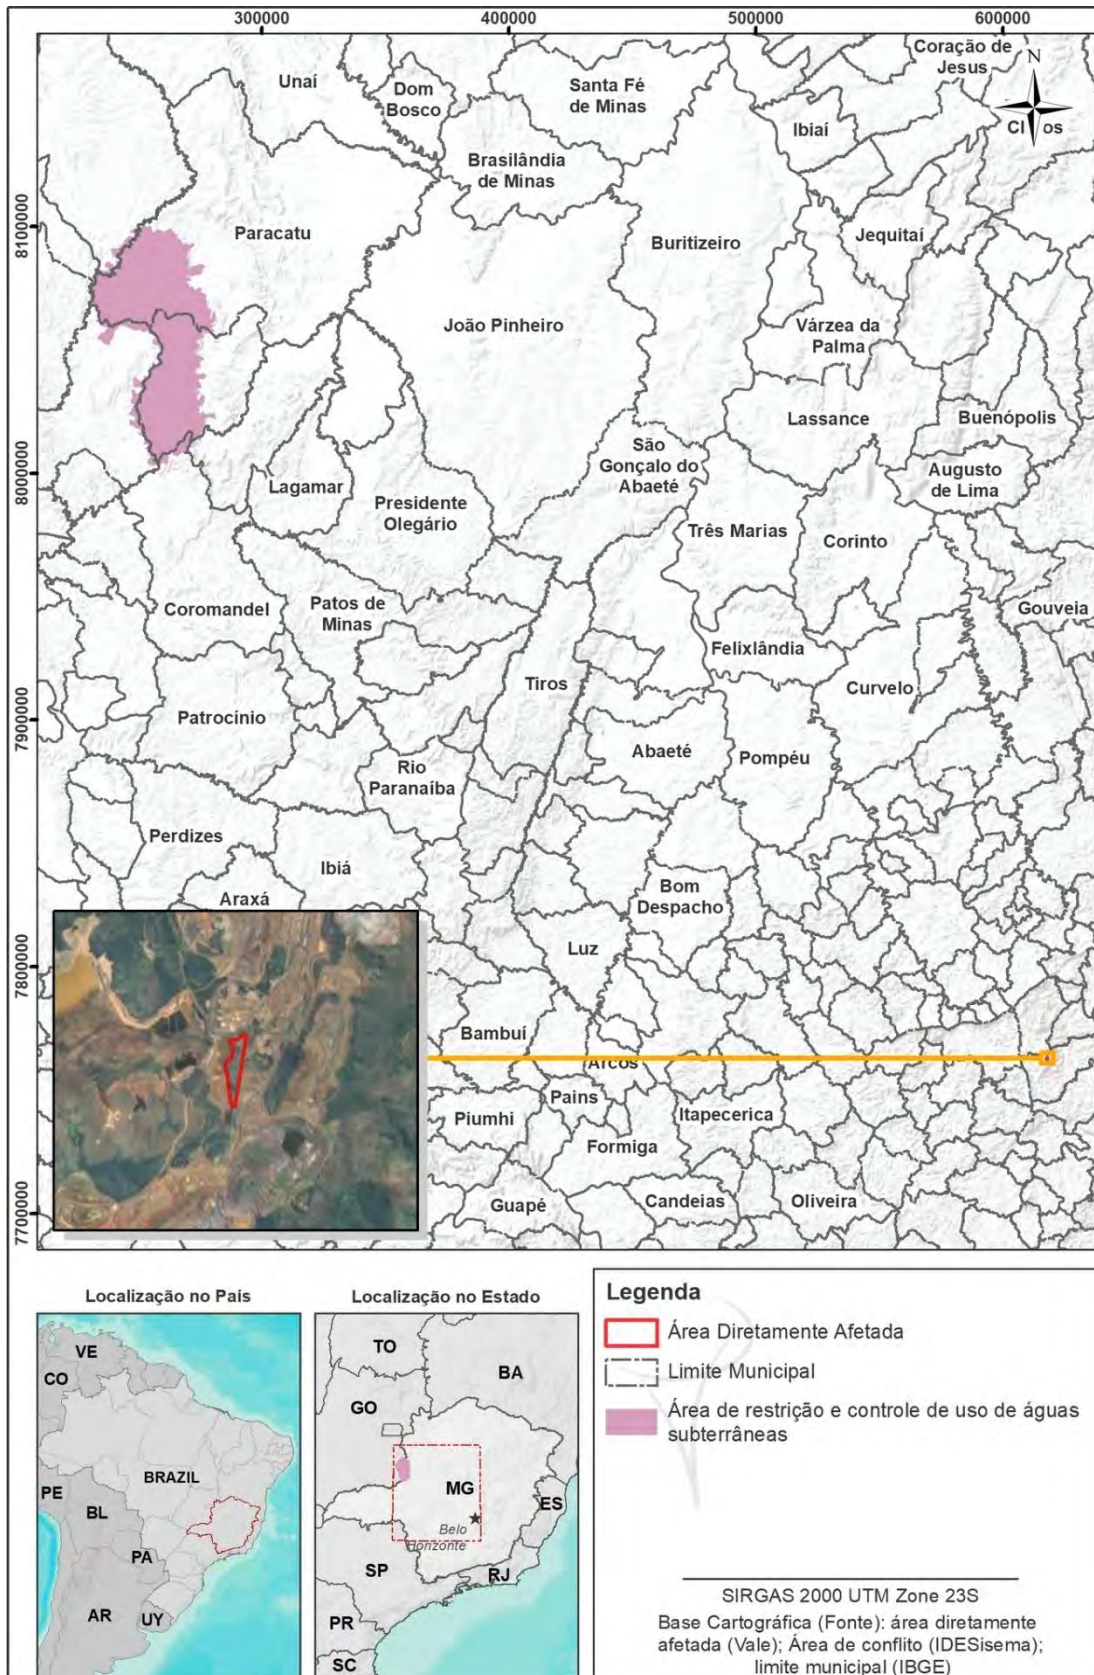 300000
400000
500000
600000
Coração de
Jesus
N
Cl os
Unaí
Dom
Bosco
Santa Fé
de Minas
Ibiaí
Brasilândia
de Minas
8100000
Paracatu
Buritizeiro
Jequitaí
João Pinheiro
Várzea da
Palma
Lassance
Buenópolis
8000000
São
Gonçalo do
Abaeté
Augusto
de Lima
Lagamar
Presidente
Olegário
Três Marias
Corinto
Coromandel
Patos de
Minas
Gouveia
Felixlândia
Tiros
Curvelo
7900000
Patrocínio
Abaeté
Pompéu
Rio
Paranaíba
Perdizes
Ibiá
Araxá
Bom
Despacho
Luz
7800000
Bambuí
Arcos
Pains
Piumhi
Itapecerica
Formiga
7700000
Guapé
Candeias
Oliveira
Localização no País
VE
CO
BRAZIL
PE
BL
PA
AR
UY
Localização no Estado
TO
BA
GO
MG
ES
Belo
Horizonte
SP
RJ
PR
SC
Legenda
Área Diretamente Afetada
Limite Municipal
Área de restrição e controle de uso de águas
subterrâneas
SIRGAS 2000 UTM Zone 23S
Base Cartográfica (Fonte): área diretamente
afetada (Vale); Área de conflito (IDESisema);
limite municipal (IBGE)